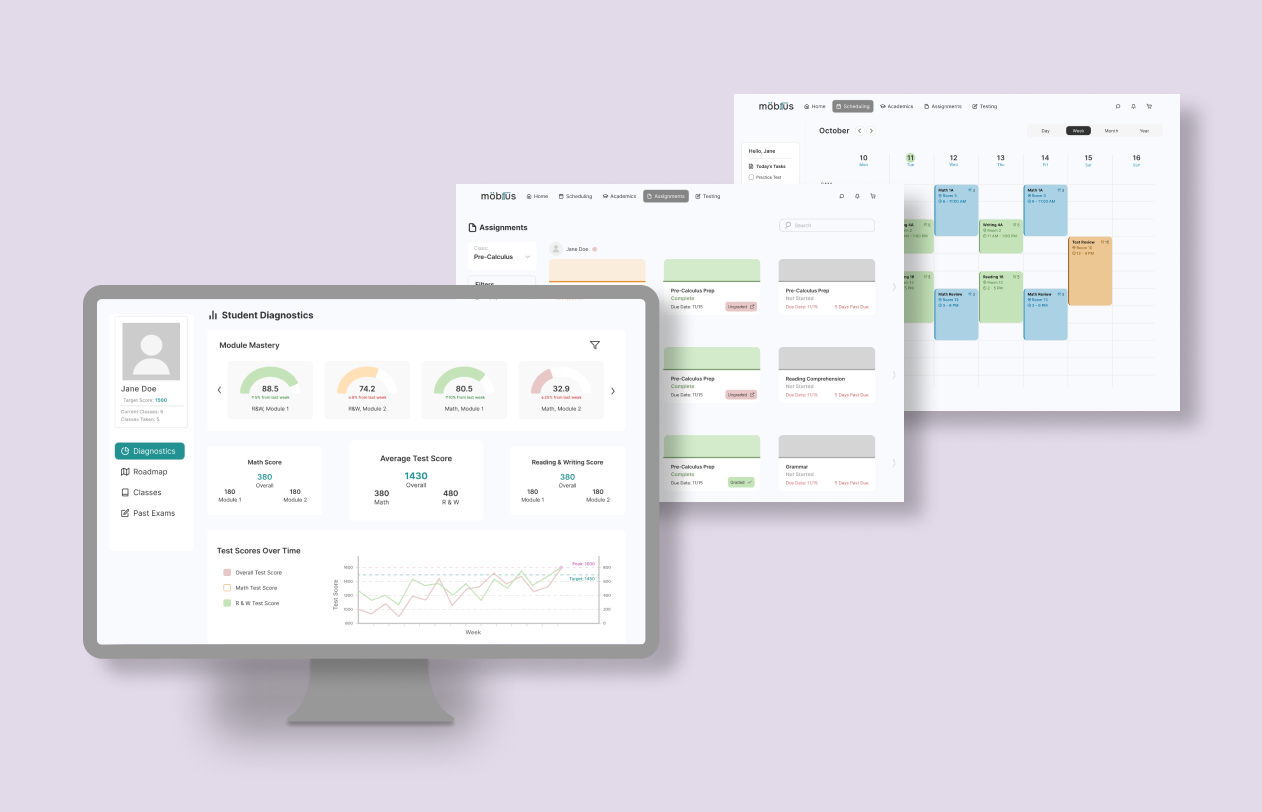 möbius
Home
Scheduling
Academics
Assignments
Testing
October
Day
Week
Month
Year
Hello, Jane
Today's Tasks
Practice Test
10
Mon
11
Tue
12
Wed
13
Thu
14
Fri
15
Sat
16
Sun
Math 1A
Room 3
9 - 11:00 AM
Writing 4A
Room 2
11 AM - 1:00 PM
Math 1A
Room 3
9 - 11:00 AM
Test Review
Room 12
12 - 4 PM
Reading 1B
Room 13
2 - 5 PM
Math Review
Room 13
3 - 6 PM
Math Review
Room 13
3 - 6 PM
möbius
Home
Scheduling
Academics
Assignments
Testing
Assignments
Search
Class:
Pre-Calculus
Filters
Jane Doe
Pre-Calculus Prep
Complete
Due Date: 11/15
Ungraded
Pre-Calculus Prep
Not Started
Due Date: 11/15
5 Days Past Due
Pre-Calculus Prep
Complete
Due Date: 11/15
Ungraded
Reading Comprehension
Not Started
Due Date: 11/15
5 Days Past Due
Pre-Calculus Prep
Complete
Due Date: 11/15
Graded
Grammar
Not Started
Due Date: 11/15
5 Days Past Due
Jane Doe
Target Score: 1500
Current Classes: 5
Classes Taken: 5
Diagnostics
Roadmap
Classes
Past Exams
Student Diagnostics
Module Mastery
88.5
5% from last week
R&W, Module 1
74.2
8% from last week
R&W, Module 2
80.5
10% from last week
Math, Module 1
32.9
25% from last week
Math, Module 2
Math Score
380
Overall
180
Module 1
180
Module 2
Average Test Score
1430
Overall
380
Math
480
R & W
Reading & Writing Score
380
Overall
180
Module 1
180
Module 2
Test Scores Over Time
Overall Test Score
Math Test Score
R & W Test Score
Test Score
1600
1400
1200
1000
800
800
600
400
200
0
Peak: 1600
Target: 1450
Week